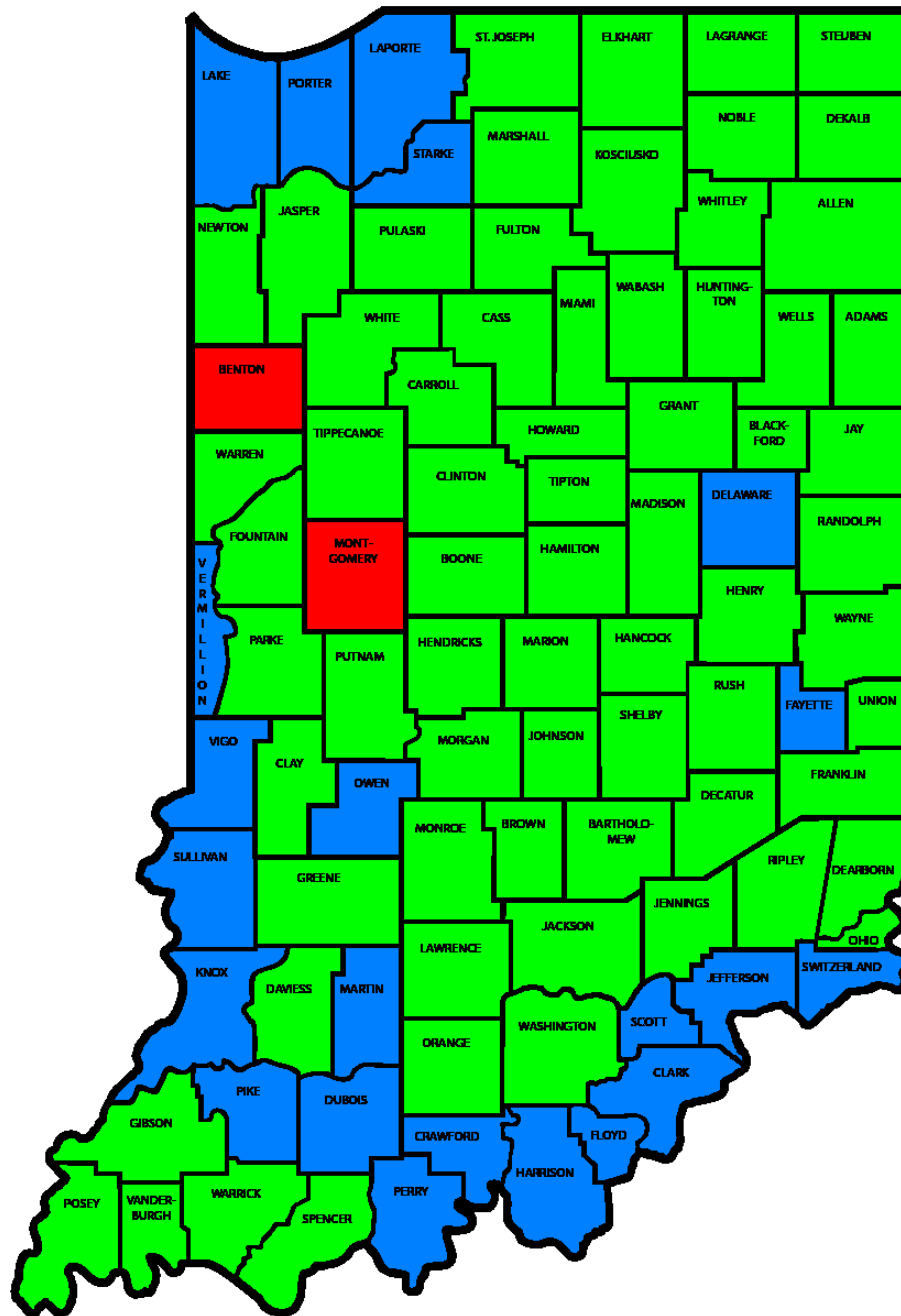 ST. JOSEPH
ELKHART
LAGRANGE
STEUBEN
LAPORTE
LAKE
PORTER
NOBLE
DEKALB
MARSHALL
STARKE
KOSCIUSKO
WHITLEY
ALLEN
JASPER
NEWTON
PULASKI
FULTON
WABASH
HUNTING-
TON
MIAMI
WHITE
CASS
WELLS
ADAMS
BENTON
CARROLL
GRANT
TIPPECANOE
HOWARD
BLACK-
FORD
JAY
WARREN
CLINTON
TIPTON
MADISON
DELAWARE
RANDOLPH
FOUNTAIN
MONT-
GOMERY
BOONE
HAMILTON
HENRY
VERMILLION
WAYNE
PARKE
PUTNAM
HENDRICKS
MARION
HANCOCK
RUSH
FAYETTE
UNION
VIGO
CLAY
MORGAN
JOHNSON
SHELBY
OWEN
FRANKLIN
DECATUR
MONROE
BROWN
BARTHOLO-
MEW
SULLIVAN
RIPLEY
DEARBORN
GREENE
JENNINGS
JACKSON
OHIO
LAWRENCE
KNOX
DAVIESS
MARTIN
JEFFERSON
SWITZERLAND
WASHINGTON
SCOTT
ORANGE
CLARK
PIKE
DUBOIS
GIBSON
CRAWFORD
FLOYD
HARRISON
POSEY
VANDER-
BURGH
WARRICK
PERRY
SPENCER